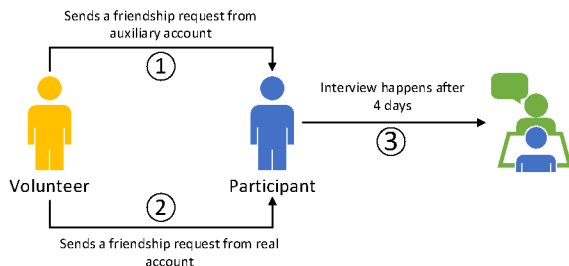 Sends a friendship request from
auxiliary account
1
Interview happens after
4 days
3
Volunteer
Participant
2
Sends a friendship request from real
account